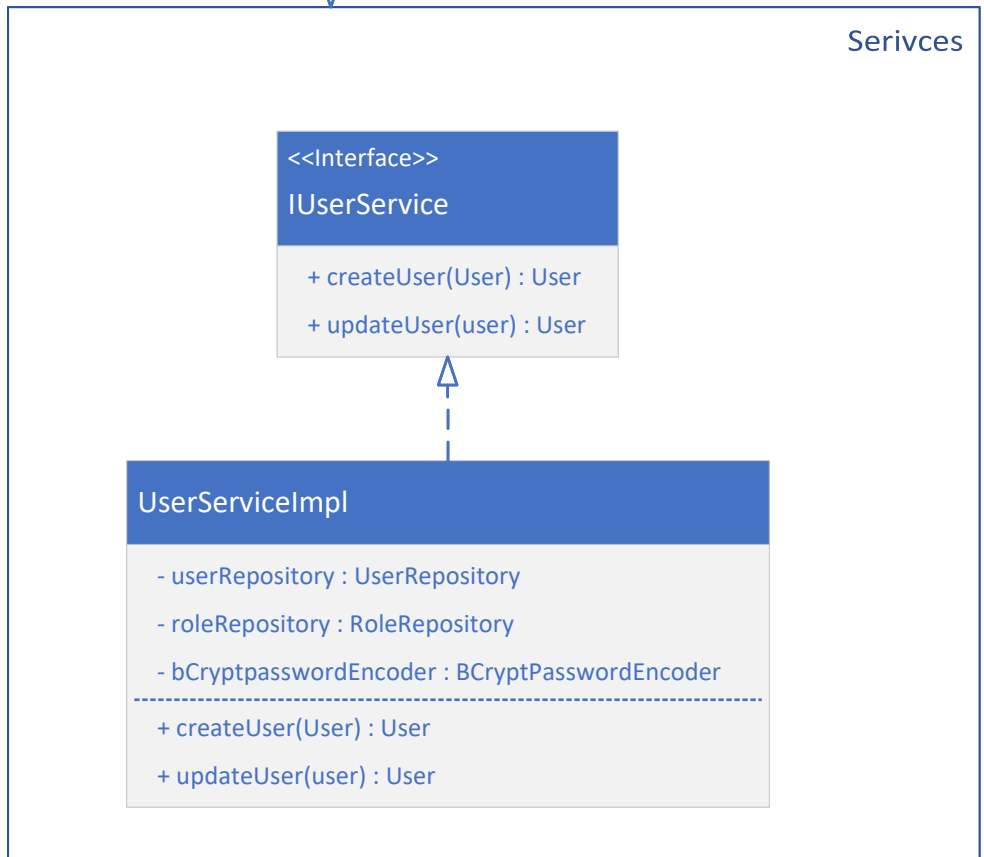 Serivces
<<Interface>>
IUserService
+ createUser(User) : User
+ updateUser(user) : User
UserServiceImpl
- userRepository : UserRepository
- roleRepository : RoleRepository
- bCryptpasswordEncoder : BCryptPasswordEncoder
+ createUser(User) : User
+ updateUser(user) : User